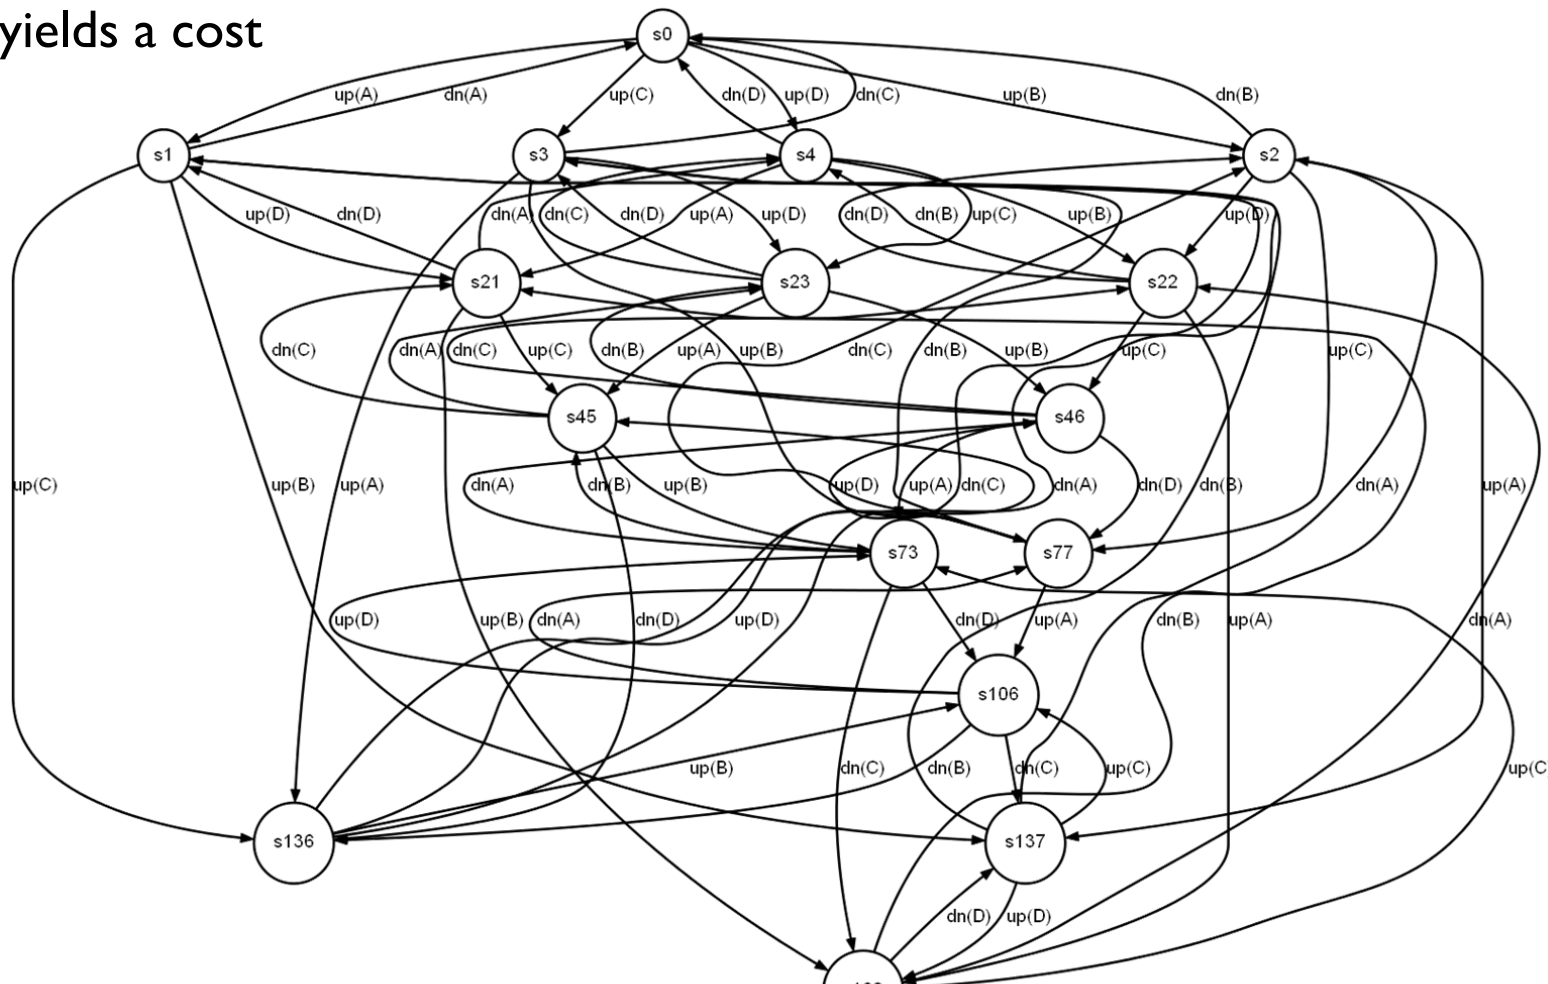 yields a cost
s0
up(A) dn(A) up(C) dn(D) up(D) dn(C) up(B) dn(B)
s1 s3 s4 s2
up(D) dn(D) dn(A) dn(C) dn(D) up(A) up(D) dn(D) dn(B) up(C) up(B) up(D)
s21 s23 s22
dn(C) dn(A) dn(C) up(C) dn(B) up(A) up(B) dn(C) dn(B) up(B) up(C) up(C)
s45 s46
up(C) up(B) up(A) dn(A) dn(B) up(B) up(D) up(A) dn(C) dn(A) dn(D) dn(B) dn(A) up(A)
s73 s77
up(D) up(B) dn(A) dn(D) up(D) dn(D) up(A) dn(B) up(A) dn(A)
s106
up(B) dn(C) dn(B) dn(C) up(C) up(C
s136 s137
dn(D) up(D)